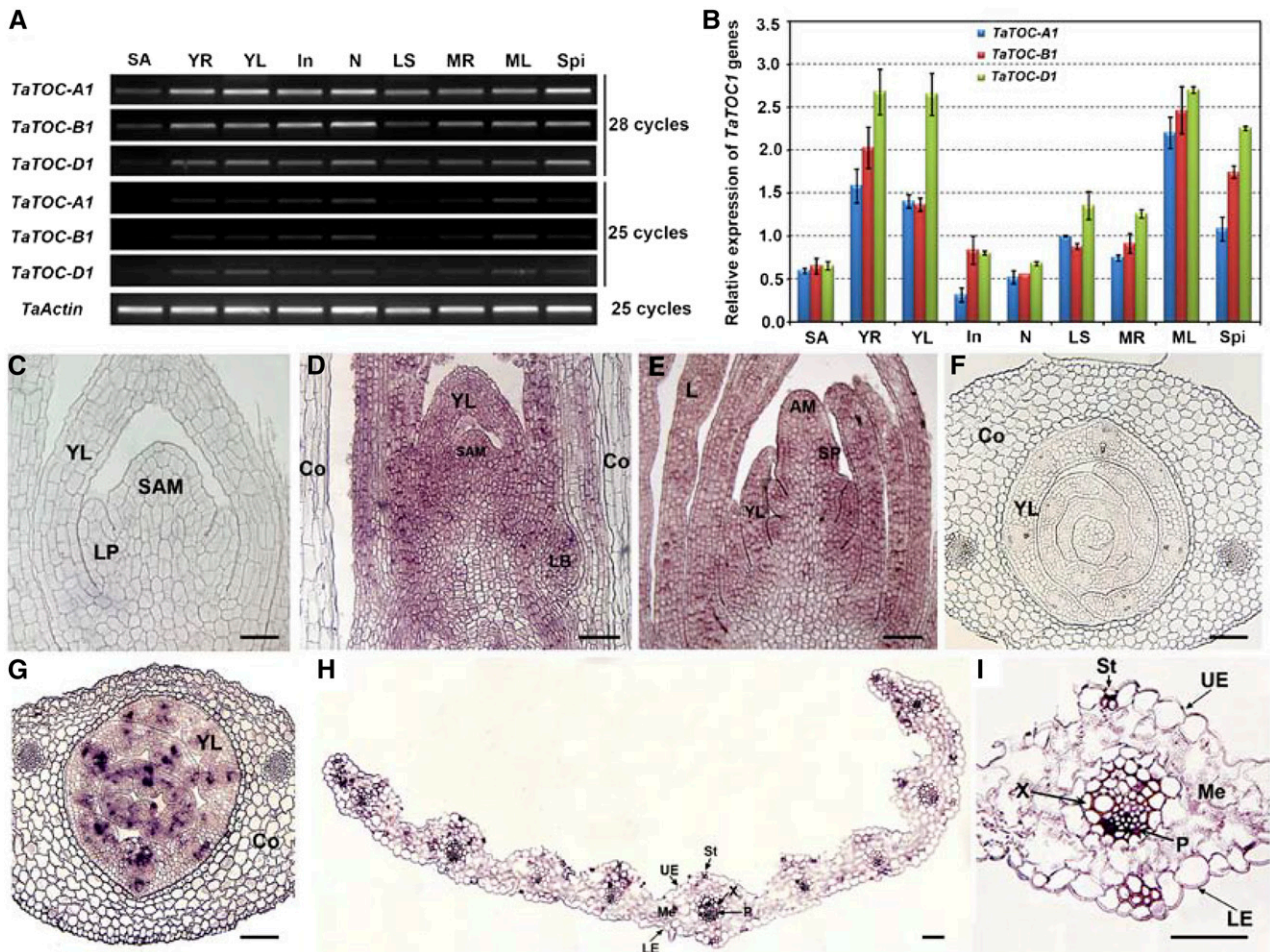 A
SA YR YL In N LS MR ML Spi
TaTOC-A1
TaTOC-B1
TaTOC-D1
28 cycles
TaTOC-A1
TaTOC-B1
TaTOC-D1
25 cycles
TaActin
25 cycles
B
Relative expression of TaTOC1 genes
3.5
3.0
2.5
2.0
1.5
1.0
0.5
0.0
TaTOC-A1
TaTOC-B1
TaTOC-D1
SA YR YL In N LS MR ML Spi
C
YL
SAM
LP
D
YL
SAM
Co
Co
LB
E
L
AM
SP
YL
F
Co
YL
G
YL
Co
H
St
UE
X
Me
P
LE
I
St
UE
X
Me
P
LE